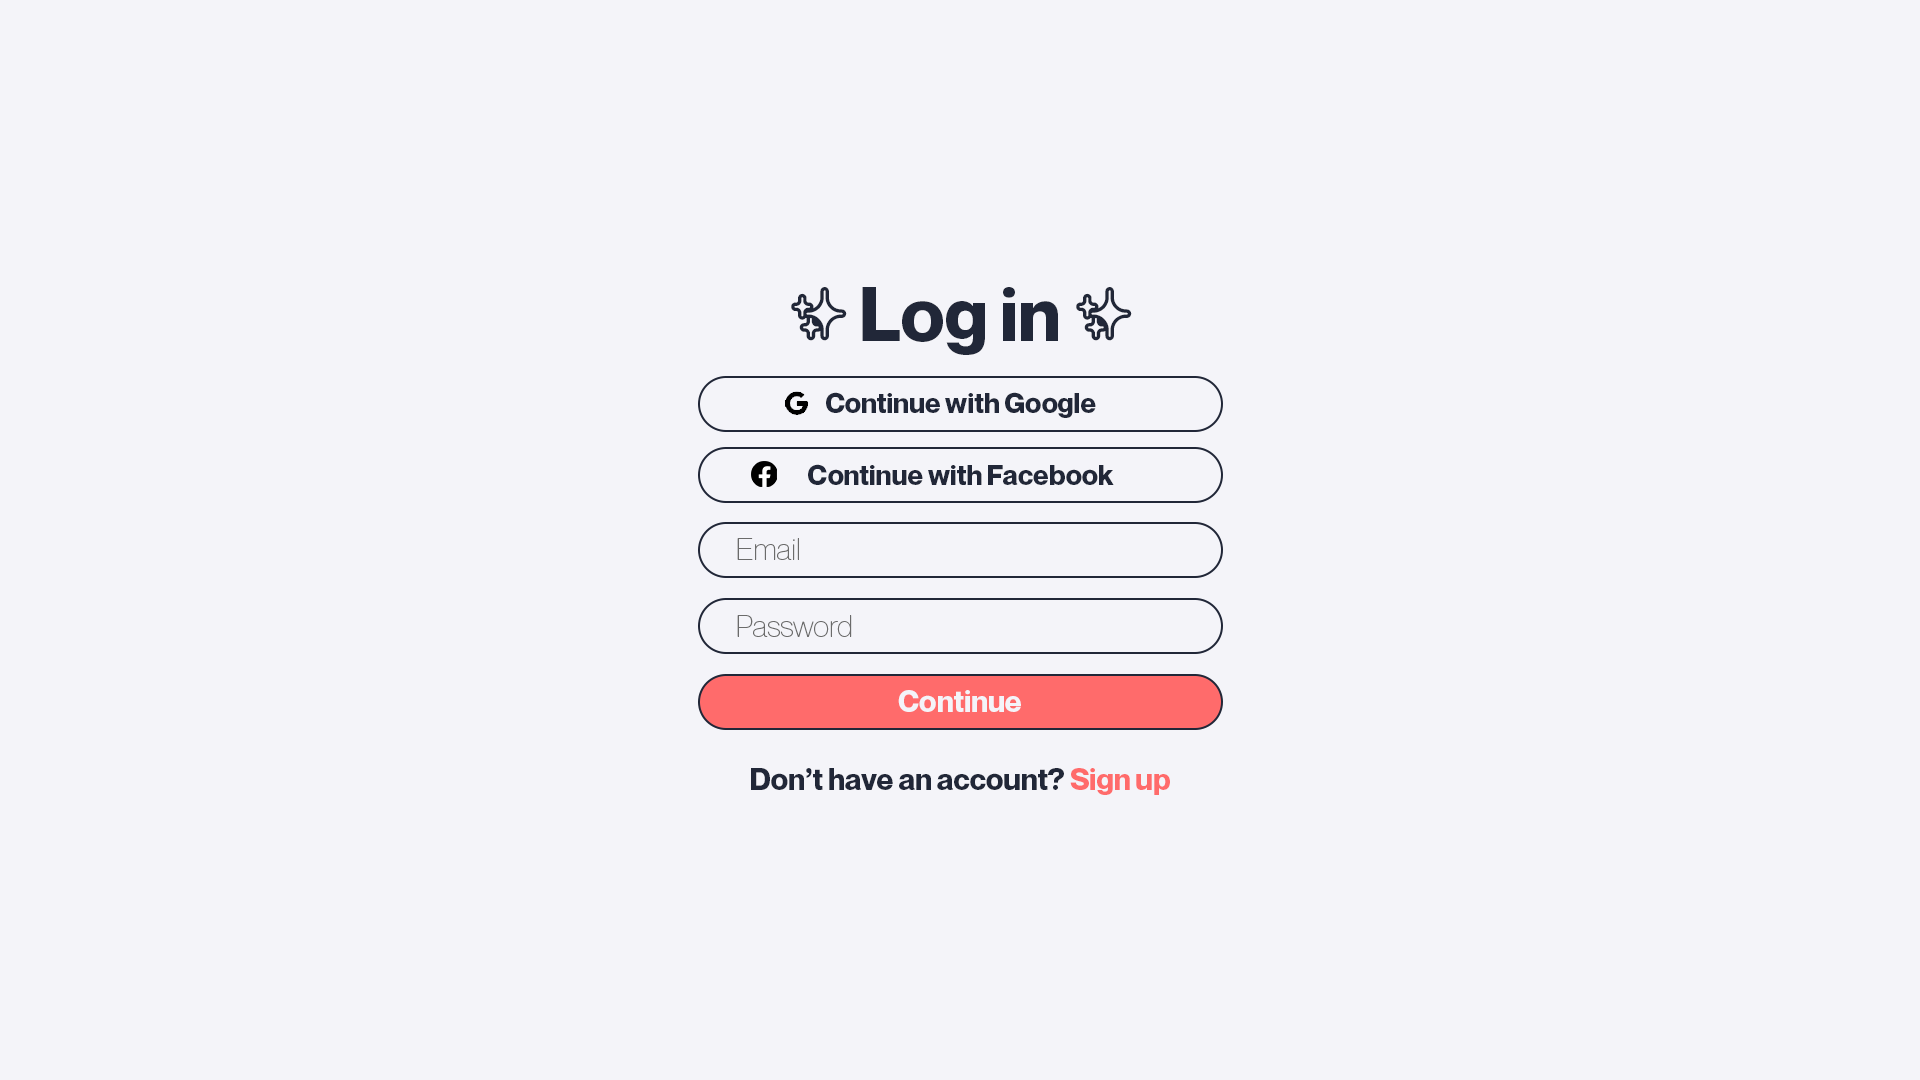 Log in
Continue with Google
Continue with Facebook
Email
Password
Continue
Don’t have an account? Sign up